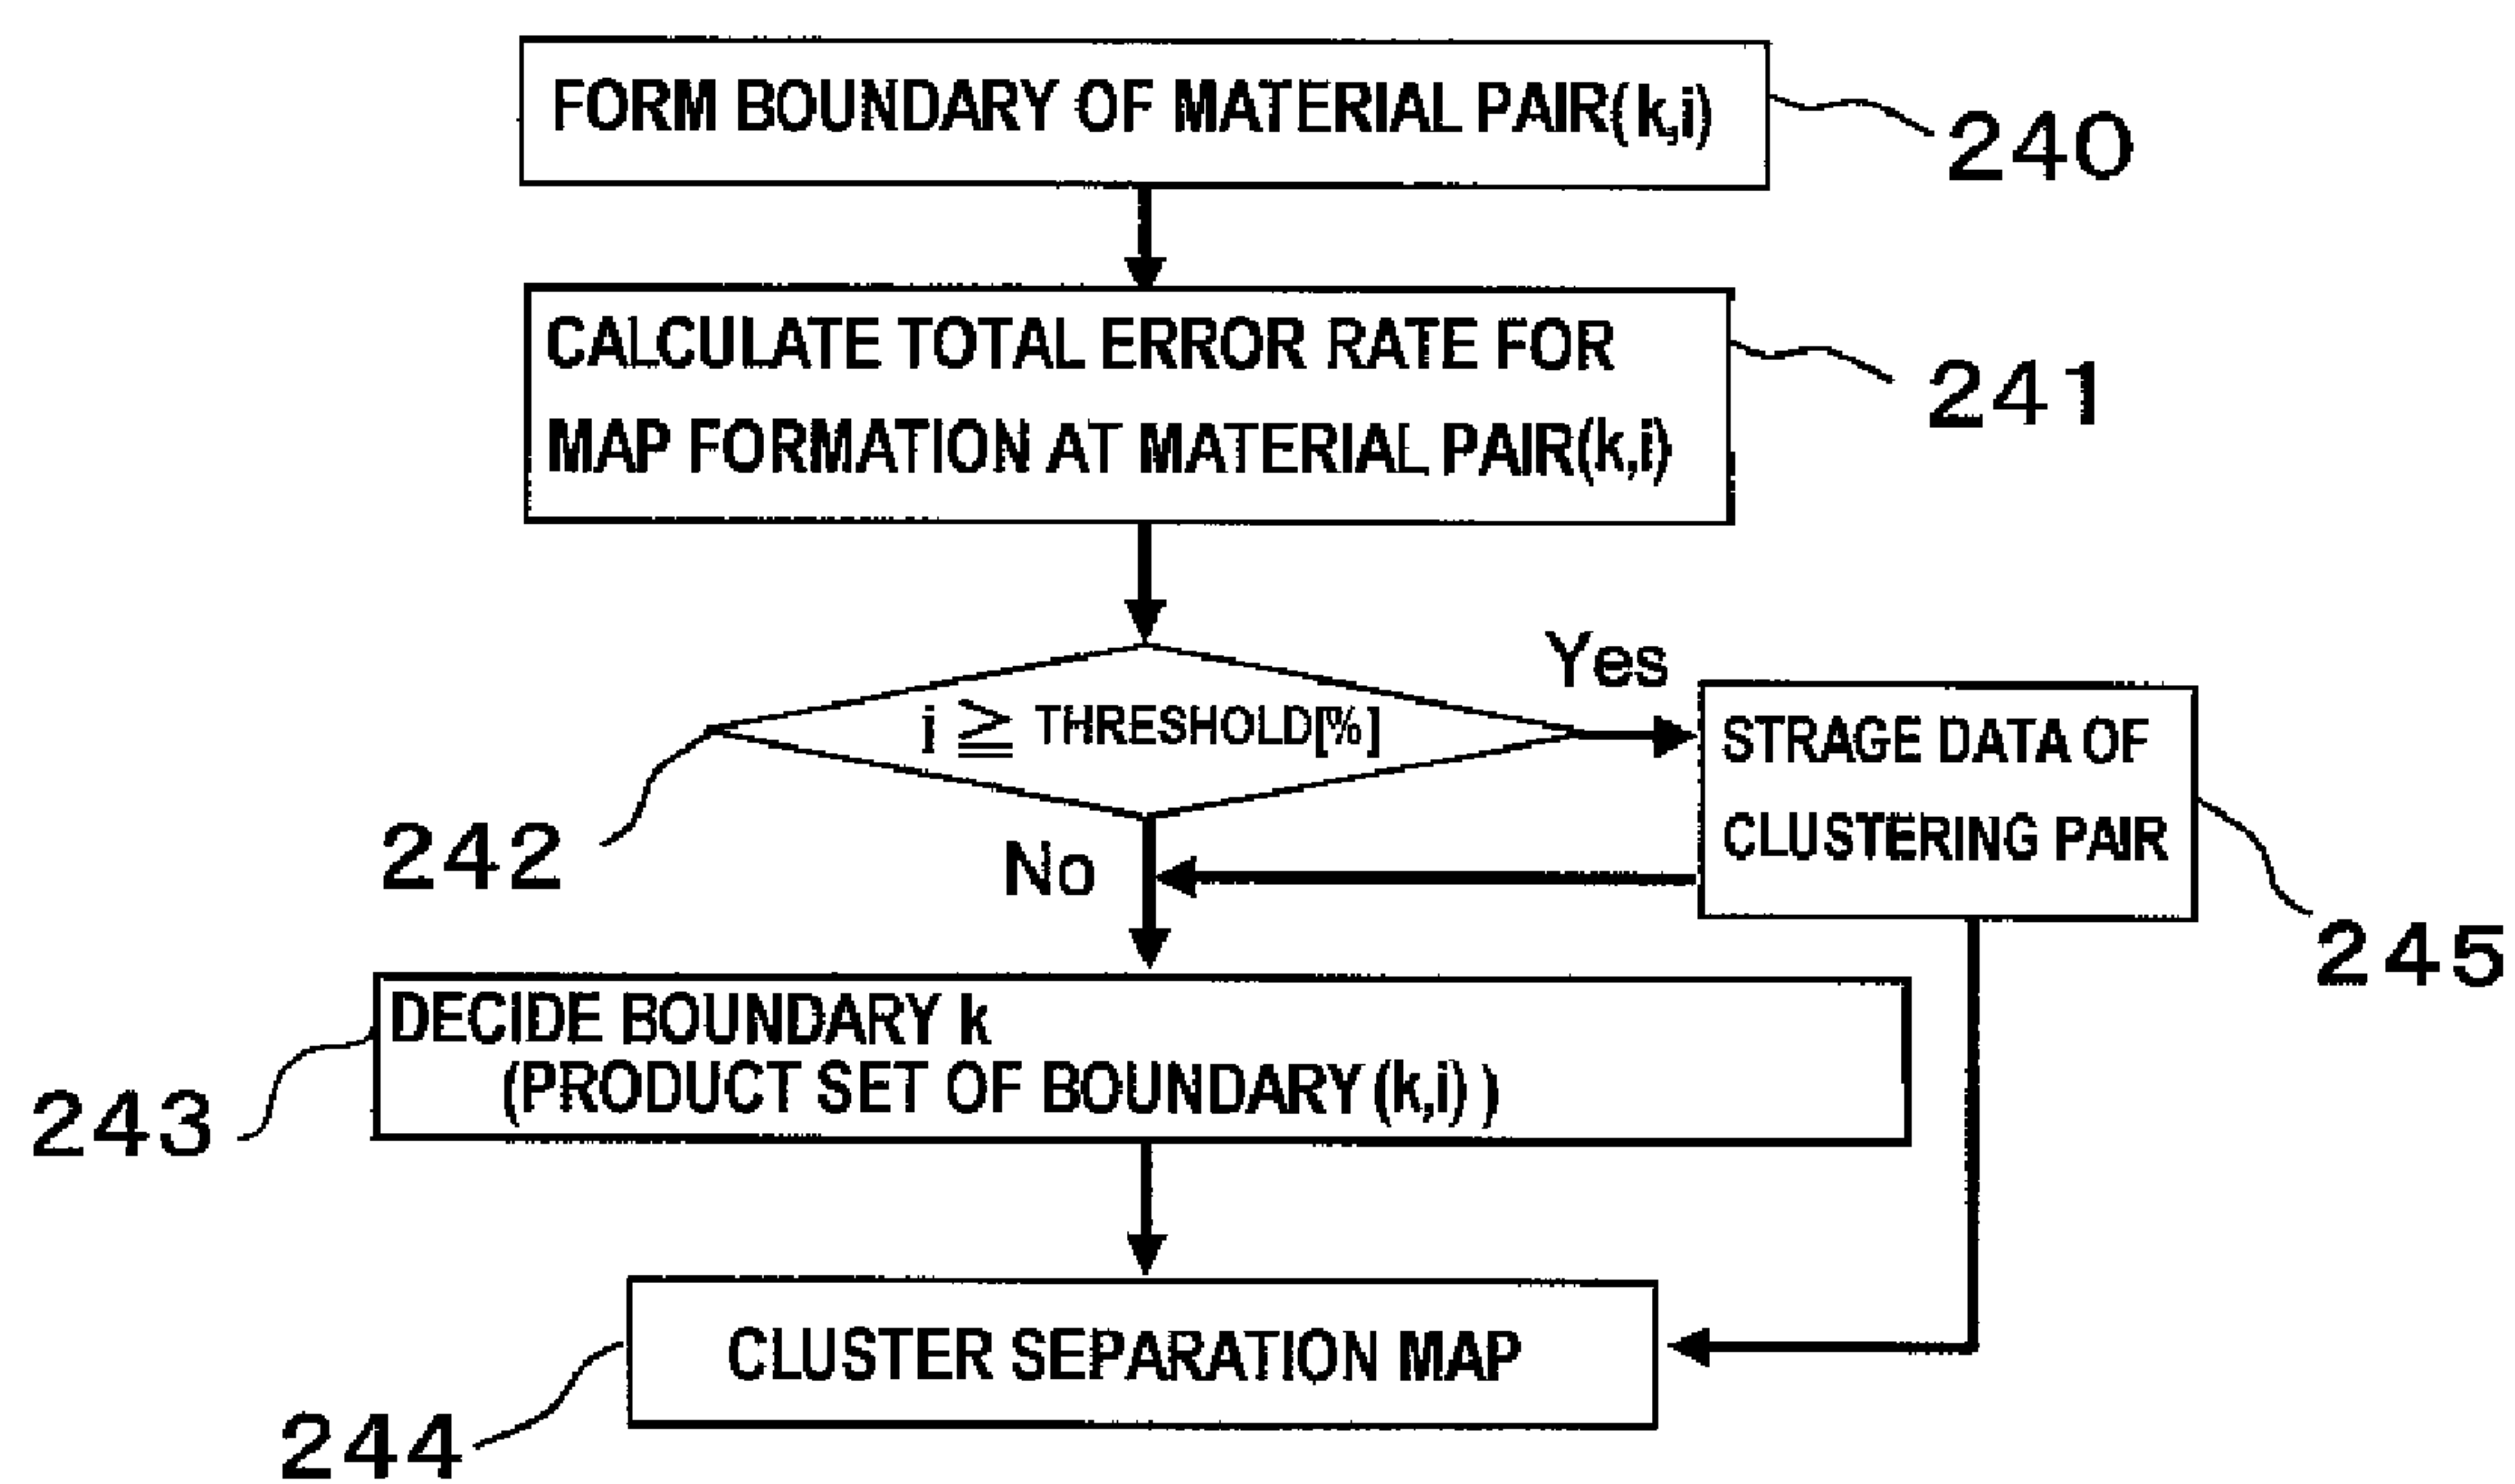 FORM BOUNDARY OF MATERIAL PAIR(k,i)
240
CALCULATE TOTAL ERROR RATE FOR
MAP FORMATION AT MATERIAL PAIR(k,i)
241
i ≧ THRESHOLD[%]
Yes
242
STRAGE DATA OF
CLUSTERING PAIR
245
No
DECIDE BOUNDARY k
(PRODUCT SET OF BOUNDARY(k,i))
243
CLUSTER SEPARATION MAP
244